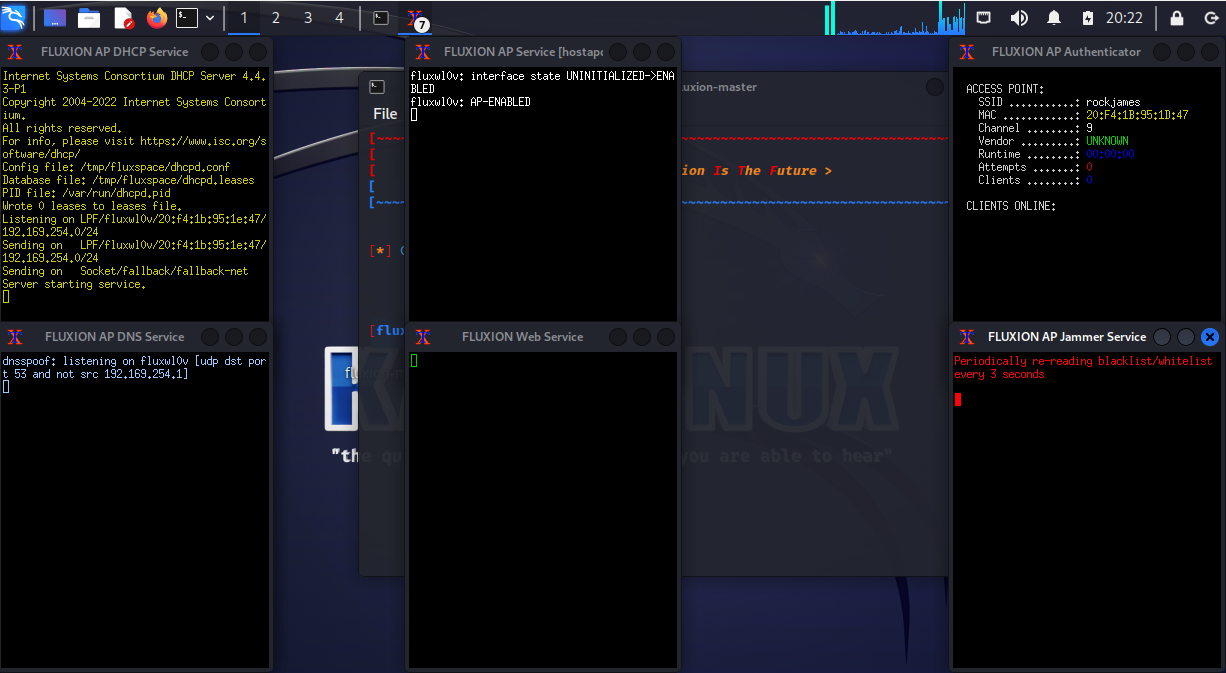 1 2 3 4
7
20:22
FLUXION AP DHCP Service
Internet Systems Consortium DHCP Server 4.4.
3-P1
Copyright 2004-2022 Internet Systems Consort
ium.
All rights reserved.
For info, please visit https://www.isc.org/s
oftware/dhcp/
Config file: /tmp/fluxspace/dhcpd.conf
Database file: /tmp/fluxspace/dhcpd.leases
PID file: /var/run/dhcpd.pid
Wrote 0 leases to leases file.
Listening on LPF/fluxwl0v/20:f4:1b:95:1e:47/
192.169.254.0/24
Sending on   LPF/fluxwl0v/20:f4:1b:95:1e:47/
192.169.254.0/24
Sending on   Socket/fallback/fallback-net
Server starting service.
FLUXION AP Service [hostapd
fluxwl0v: interface state UNINITIALIZED->ENA
BLED
fluxwl0v: AP-ENABLED
luxion-master
File
ion Is The Future >
[*]
[flux
FLUXION AP Authenticator
ACCESS POINT:
SSID ...........: rockjames
MAC ............: 20:F4:1B:95:1D:47
Channel ........: 9
Vendor .........: UNKNOWN
Runtime ........: 00:00:00
Attempts .......: 0
Clients ........: 0
CLIENTS ONLINE:
FLUXION AP DNS Service
dnsspoof: listening on fluxwl0v [udp dst por
t 53 and not src 192.169.254.1]
FLUXION Web Service
FLUXION AP Jammer Service
Periodically re-reading blacklist/whitelist
every 3 seconds
NUX
"the qu
you are able to hear"